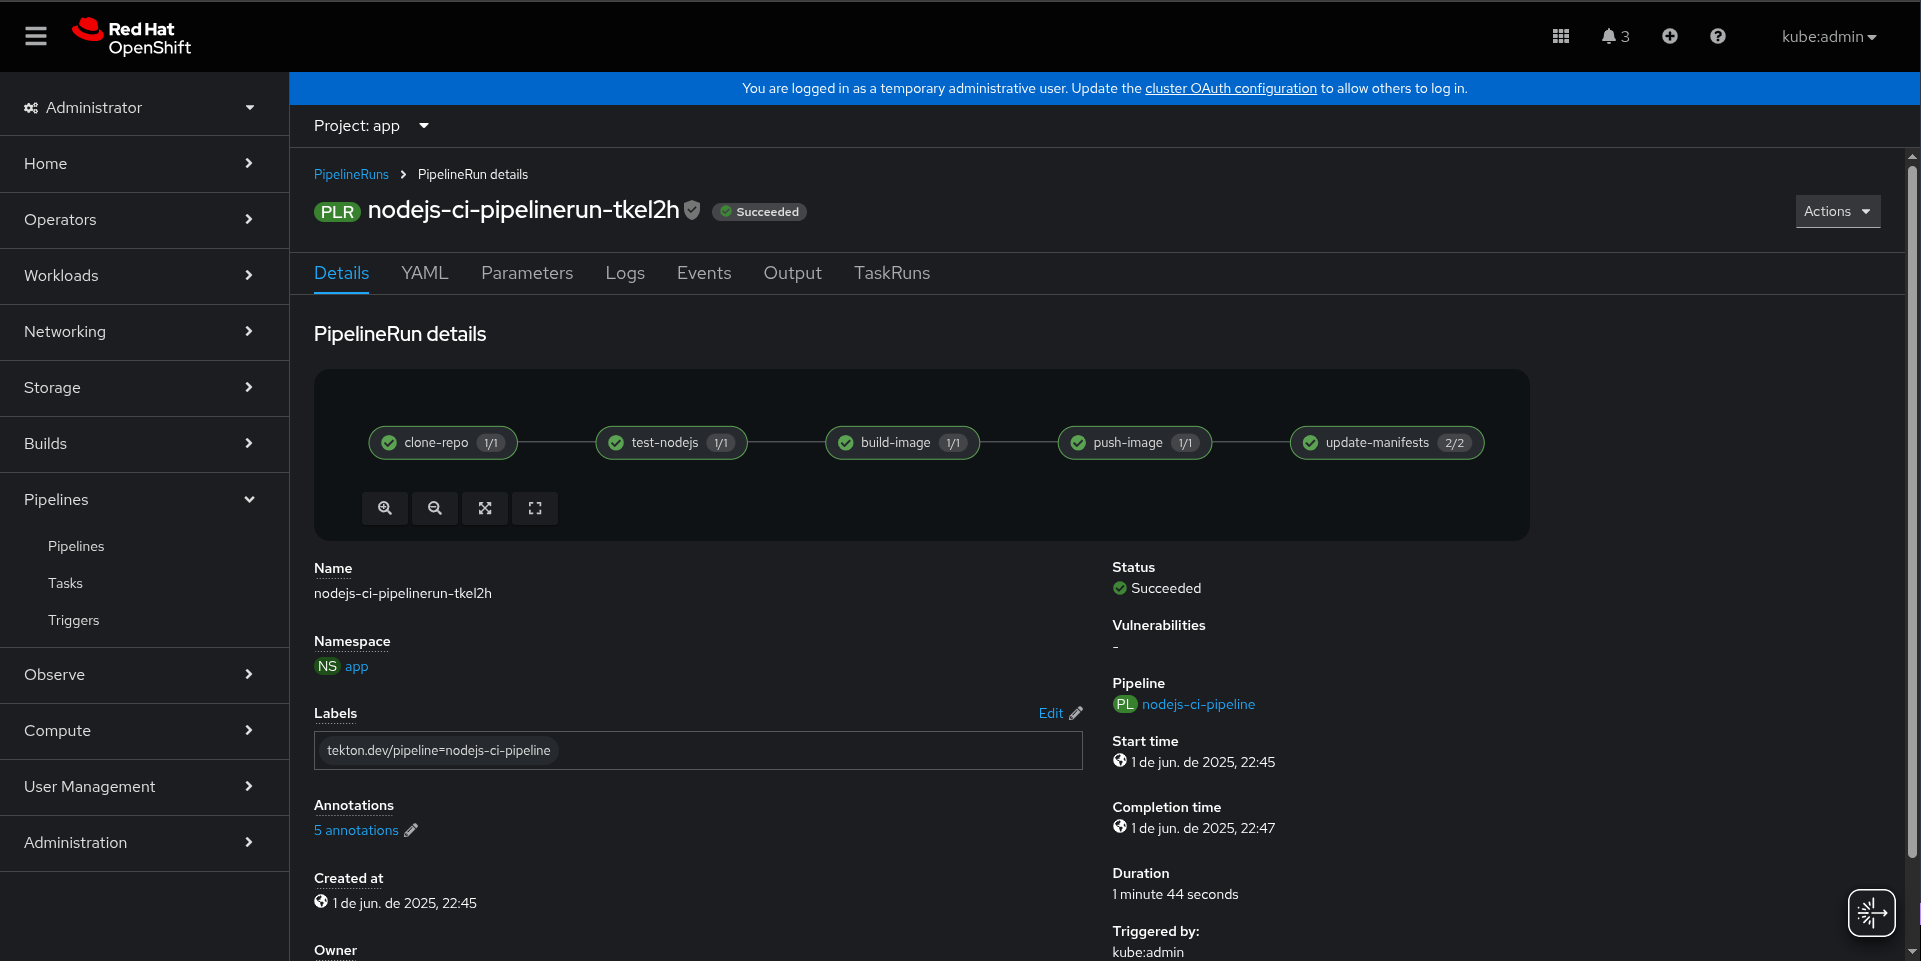 Red Hat
OpenShift
3
kube:admin
You are logged in as a temporary administrative user. Update the cluster OAuth configuration to allow others to log in.
Administrator
Home
Operators
Workloads
Networking
Storage
Builds
Pipelines
Pipelines
Tasks
Triggers
Observe
Compute
User Management
Administration
Project: app
PipelineRuns PipelineRun details
PLR nodejs-ci-pipelinerun-tkel2h Succeeded
Actions
Details YAML Parameters Logs Events Output TaskRuns
PipelineRun details
clone-repo 1/1 test-nodejs 1/1 build-image 1/1 push-image 1/1 update-manifests 2/2
Name
nodejs-ci-pipelinerun-tkel2h
Namespace
NS app
Labels Edit
tekton.dev/pipeline=nodejs-ci-pipeline
Annotations
5 annotations
Created at
1 de jun. de 2025, 22:45
Owner
Status
Succeeded
Vulnerabilities
-
Pipeline
PL nodejs-ci-pipeline
Start time
1 de jun. de 2025, 22:45
Completion time
1 de jun. de 2025, 22:47
Duration
1 minute 44 seconds
Triggered by:
kube:admin